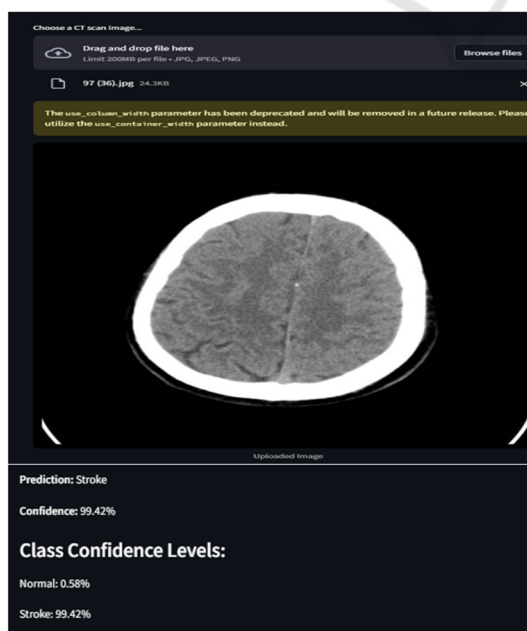 Choose a CT scan image...
Drag and drop file here
Limit 200MB per file • JPG, JPEG, PNG
Browse files
97 (36).jpg 24.3KB
The use_column_width parameter has been deprecated and will be removed in a future release. Please
utilize the use_container_width parameter instead.
Uploaded Image
Prediction: Stroke
Confidence: 99.42%
Class Confidence Levels:
Normal: 0.58%
Stroke: 99.42%